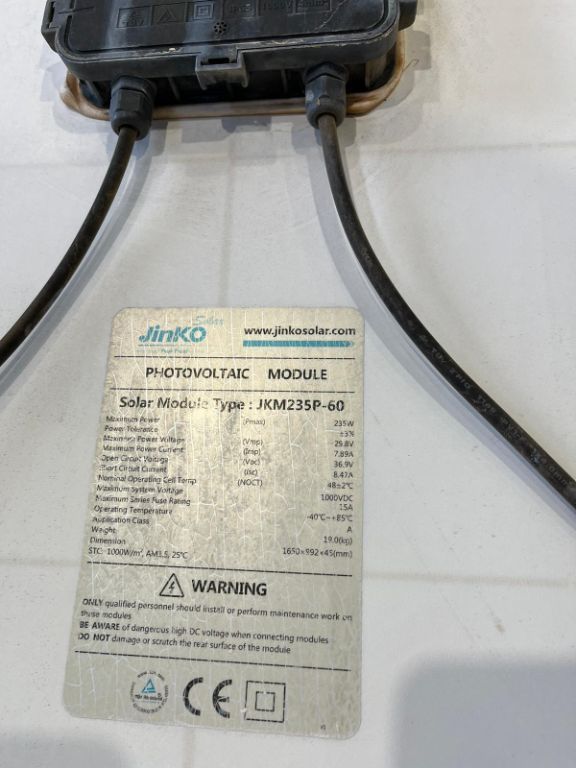 1000V
Solar
JinKO
www.jinkosolar.com
PHOTOVOLTAIC MODULE
Solar Module Type : JKM235P-60
Maximum Power (Pmax) 235W
Power Tolerance ±3%
Maximum Power Voltage (Vmp) 29.8V
Maximum Power Current (Imp) 7.89A
Open Circuit Voltage (Voc) 36.9V
Short Circuit Current (Isc) 8.47A
Nominal Operating Cell Temp (NOCT) 48±2℃
Maximum System Voltage 1000VDC
Maximum Series Fuse Rating 15A
Operating Temperature -40℃~+85℃
Application Class A
Weight 19.0(kg)
Dimension 1650×992×45(mm)
STC: 1000W/m², AM1.5, 25℃
WARNING
ONLY qualified personnel should install or perform maintenance work on
these modules
BE AWARE of dangerous high DC voltage when connecting modules
DO NOT damage or scratch the rear surface of the module
CE